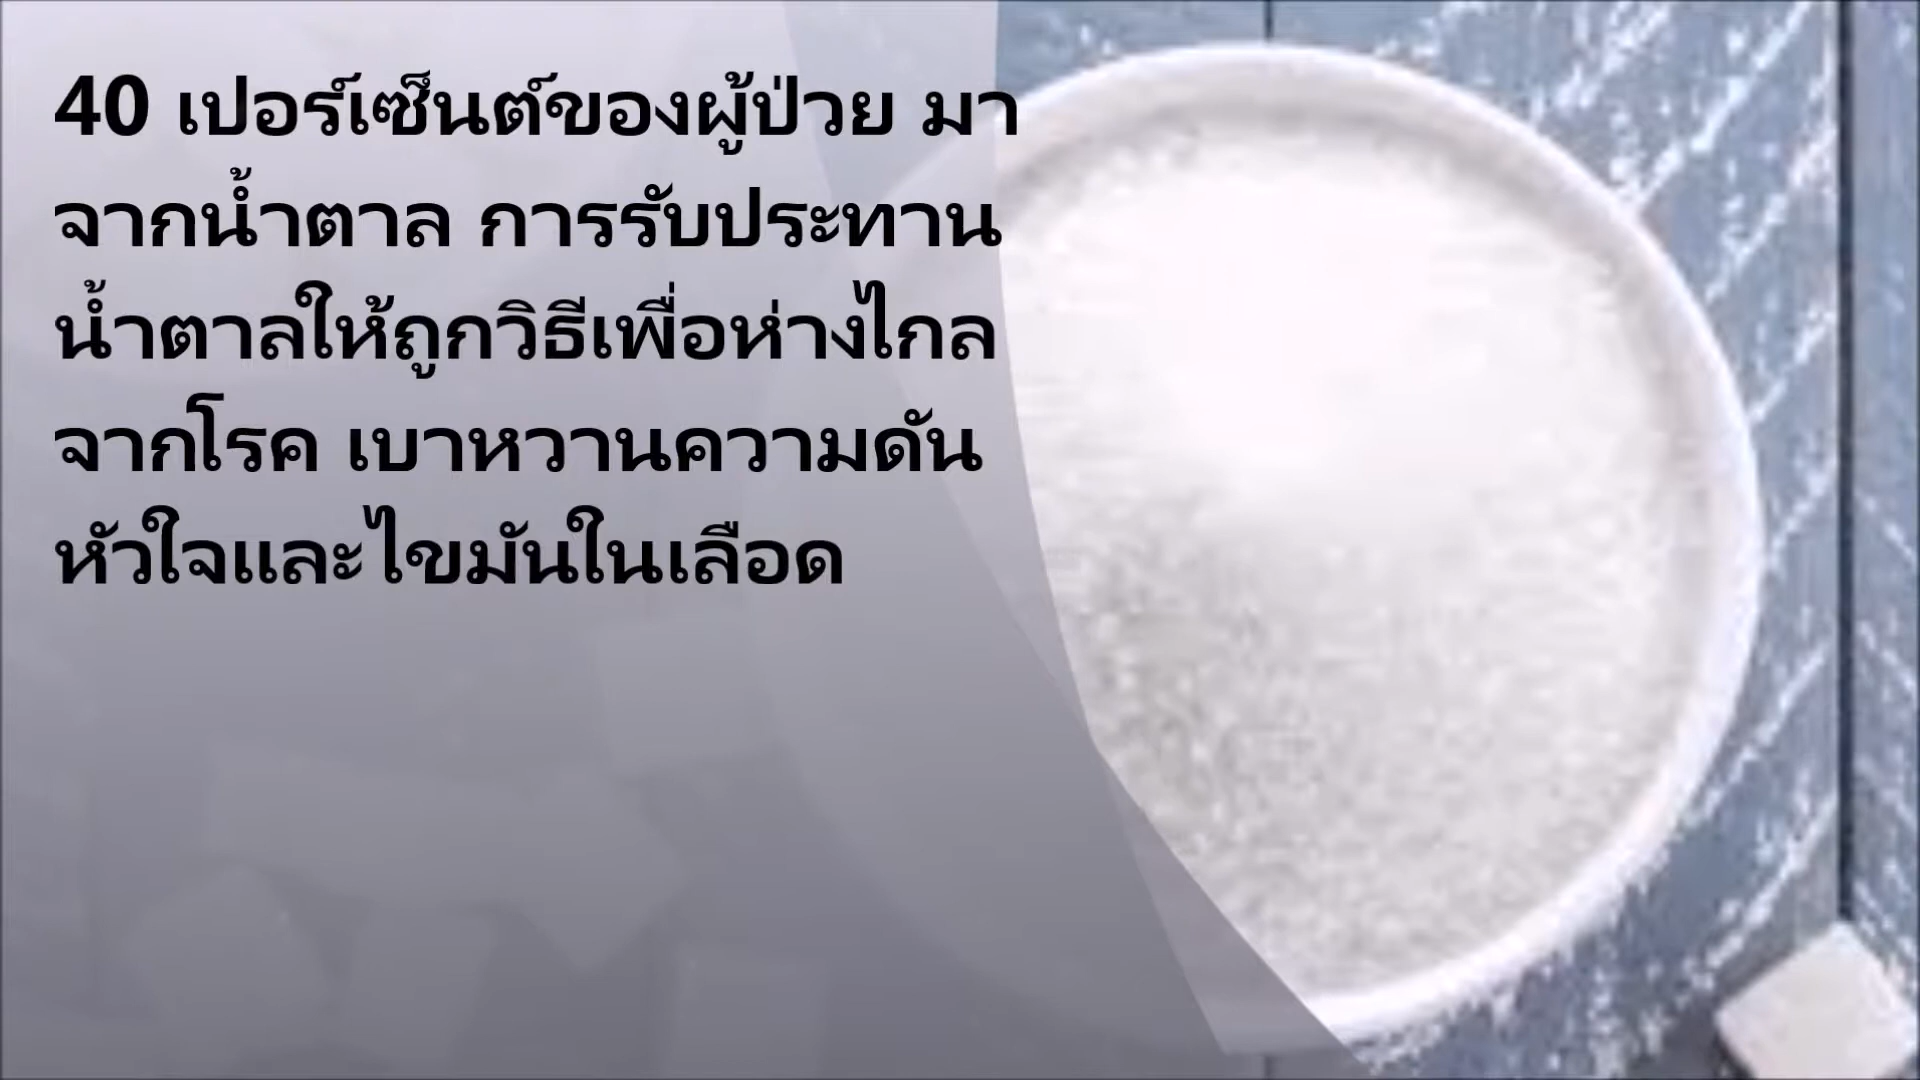 40 เปอร์เซ็นต์ของผู้ป่วย มา
จากน้ำตาล การรับประทาน
น้ำตาลให้ถูกวิธีเพื่อห่างไกล
จากโรค เบาหวานความดัน
หัวใจและไขมันในเลือด